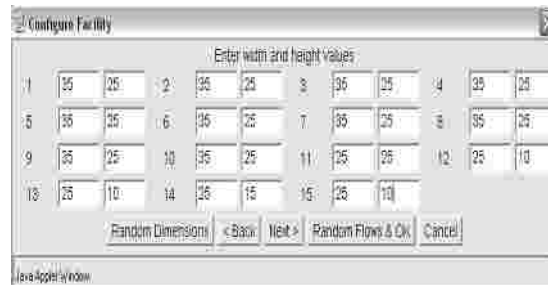 Configure Facility
Enter width and height values
1 35 25 2 35 25 3 35 25 4 35 25
5 35 25 6 35 25 7 35 25 8 35 25
9 35 25 10 35 25 11 25 25 12 25 10
13 25 10 14 25 15 15 25 10
Random Dimensions < Back Next > Random Flows & OK Cancel
Java Applet Window